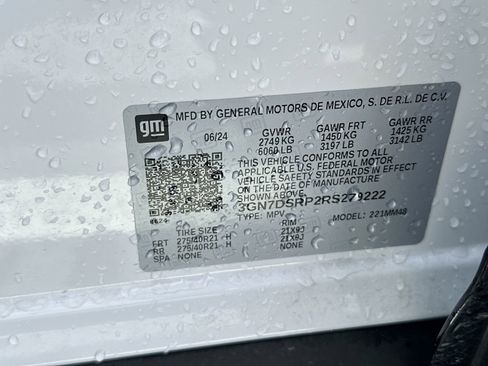 gm
MFD BY GENERAL MOTORS DE MEXICO, S. DE R.L. DE C.V.
06/24 GVWR GAWR FRT GAWR RR
2749 KG 1450 KG 1425 KG
6060 LB 3197 LB 3142 LB
THIS VEHICLE CONFORMS TO ALL
APPLICABLE U.S. FEDERAL MOTOR
VEHICLE SAFETY STANDARDS IN EFFECT
ON THE DATE OF MANUFACTURE SHOWN ABOVE.
3GN7DSRP2RS279222
TYPE: MPV MODEL: 221MM48
0624
TIRE SIZE RIM
FRT 275/40R21 H 21X9J
RR 275/40R21 H 21X9J
SPA NONE NONE